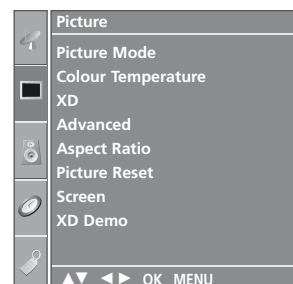 Picture
Picture Mode
Colour Temperature
XD
Advanced
Aspect Ratio
Picture Reset
Screen
XD Demo
▲▼ ◄► OK MENU